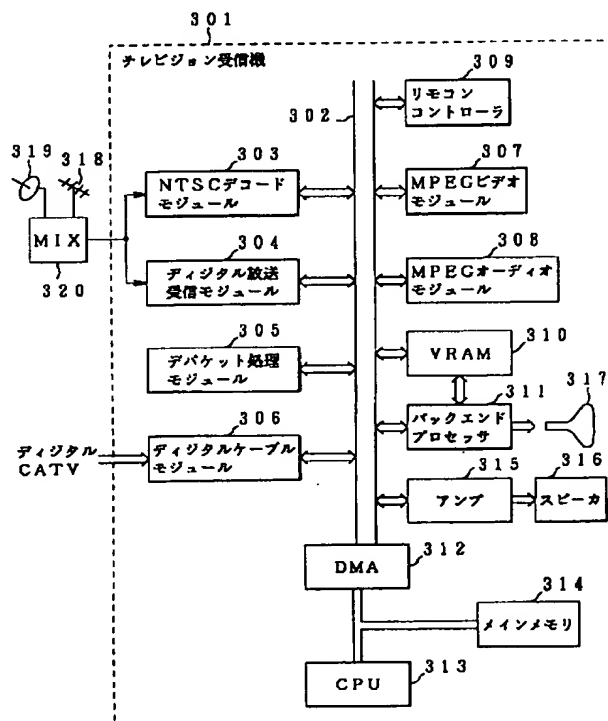 301
テレビジョン受信機
302
309
リモコン
コントローラ
319
318
MIX
320
303
NTSCデコード
モジュール
307
MPEGビデオ
モジュール
304
ディジタル放送
受信モジュール
308
MPEGオーディオ
モジュール
305
デパケット処理
モジュール
310
VRAM
306
ディジタルケーブル
モジュール
ディジタル
CATV
311
バックエンド
プロセッサ
317
315
アンプ
316
スピーカ
312
DMA
314
メインメモリ
CPU
313